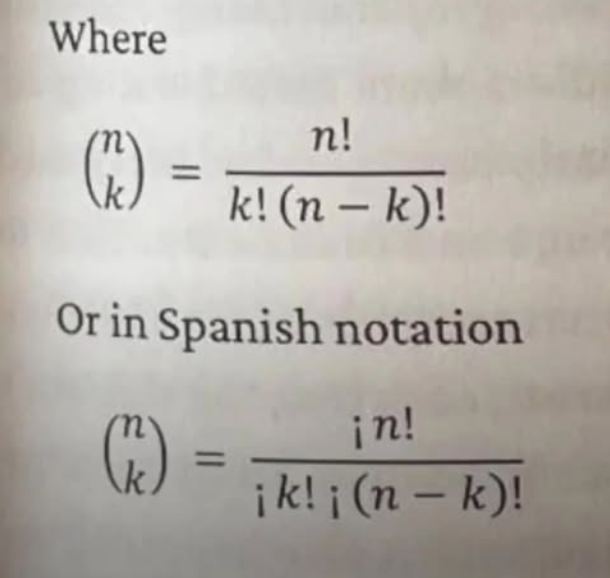 Where
(n k) = n! / k! (n − k)!
Or in Spanish notation
(n k) = ¡n! / ¡k! ¡(n − k)!